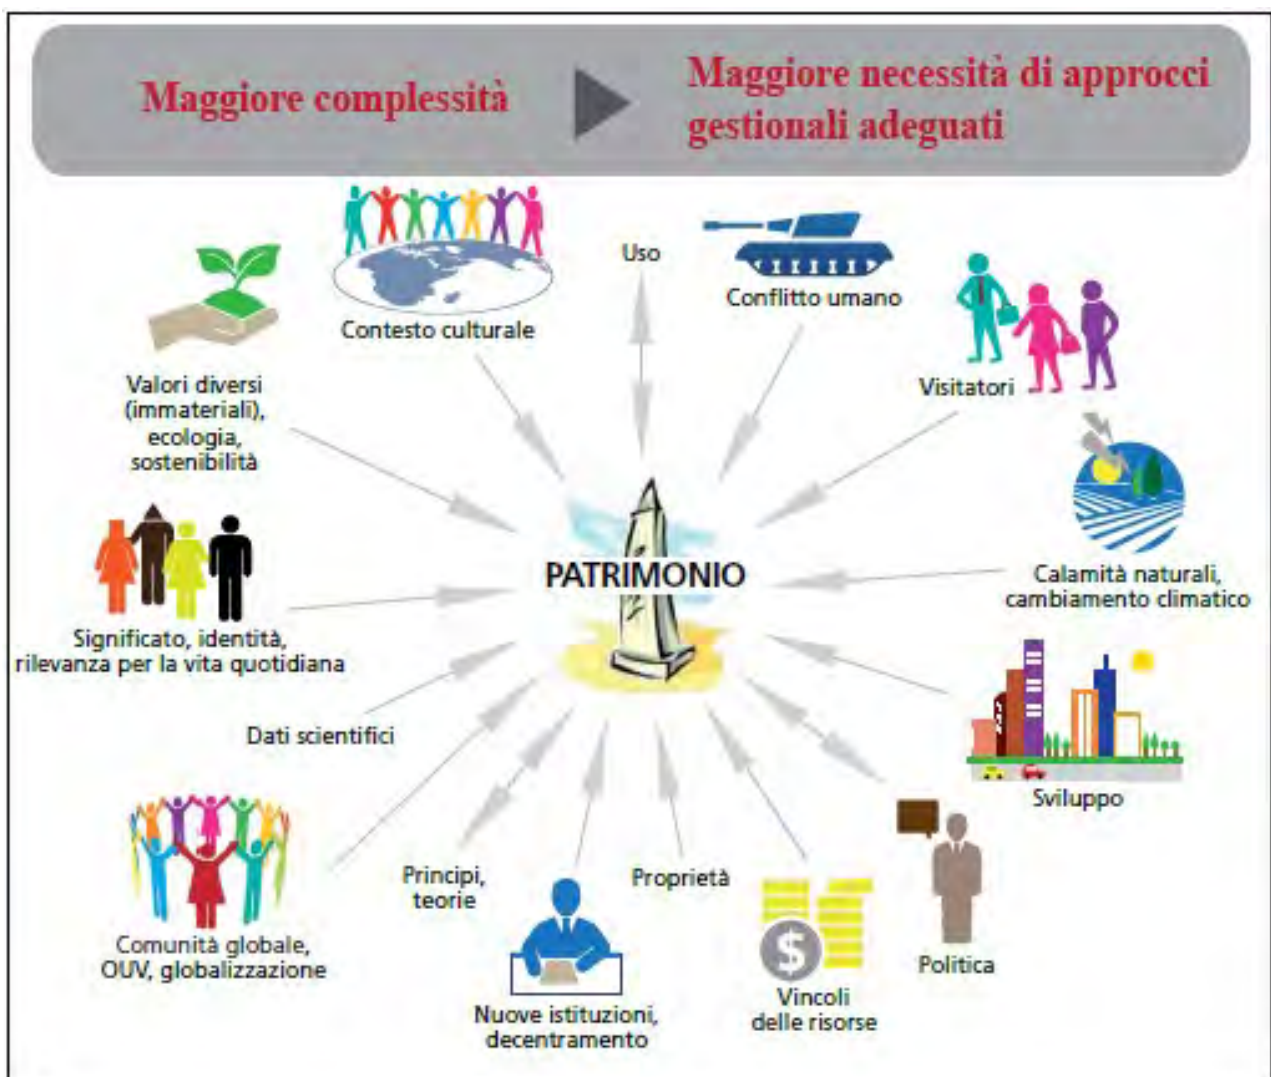 Maggiore complessità
Maggiore necessità di approcci
gestionali adeguati
Contesto culturale
Uso
Conflitto umano
Visitatori
Valori diversi
(immateriali),
ecologia,
sostenibilità
PATRIMONIO
Calamità naturali,
cambiamento climatico
Significato, identità,
rilevanza per la vita quotidiana
Dati scientifici
Sviluppo
Comunità globale,
OUV, globalizzazione
Principi,
teorie
Nuove istituzioni,
decentramento
Proprietà
$
Vincoli
delle risorse
Politica